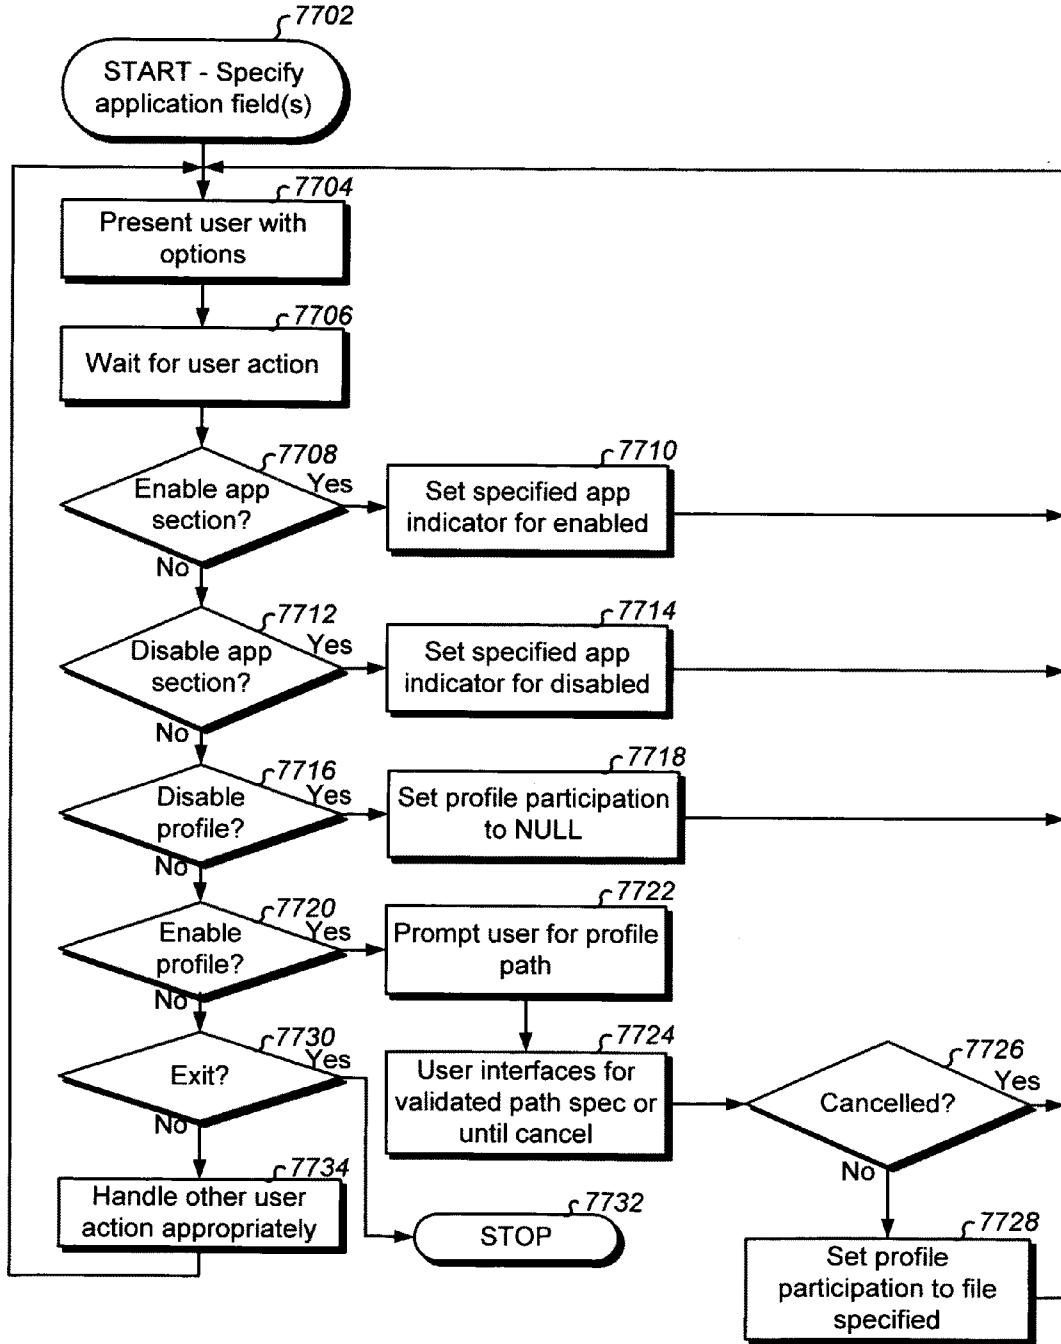 7702
START - Specify
application field(s)
7704
Present user with
options
7706
Wait for user action
7708
Enable app
section?
Yes
No
7710
Set specified app
indicator for enabled
7712
Disable app
section?
Yes
No
7714
Set specified app
indicator for disabled
7716
Disable
profile?
Yes
No
7718
Set profile participation
to NULL
7720
Enable
profile?
Yes
No
7722
Prompt user for profile
path
7724
User interfaces for
validated path spec or
until cancel
7726
Cancelled?
Yes
No
7728
Set profile
participation to file
specified
7730
Exit?
Yes
No
7732
STOP
7734
Handle other user
action appropriately